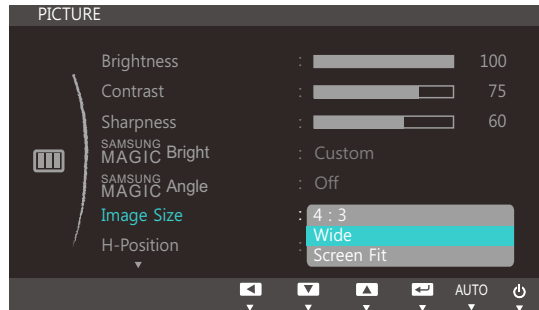 PICTURE
Brightness : 100
Contrast : 75
Sharpness : 60
SAMSUNG MAGIC Bright : Custom
SAMSUNG MAGIC Angle : Off
Image Size : 4 : 3
Wide
H-Position : Screen Fit
AUTO